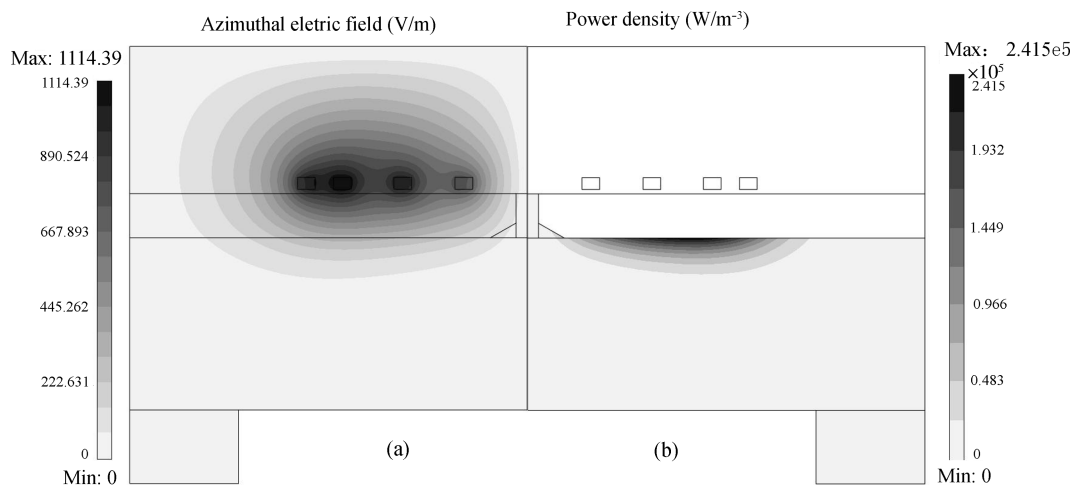 Azimuthal eletric field (V/m)
Power density (W/m⁻³)
Max: 1114.39
1114.39
890.524
667.893
445.262
222.631
0
Min: 0
(a)
(b)
Max: 2.415e5
×10⁵
2.415
1.932
1.449
0.966
0.483
0
Min: 0